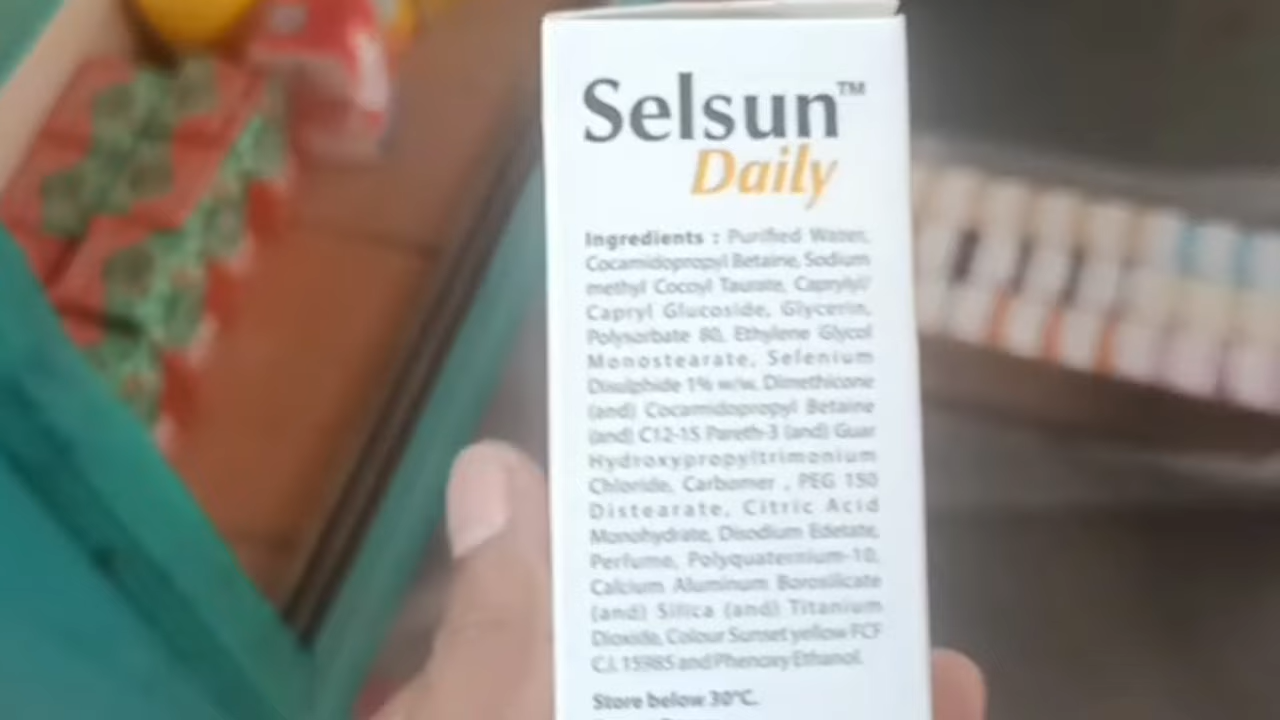 Selsun™
Daily
Ingredients : Purified Water,
Cocamidopropyl Betaine, Sodium
methyl Cocoyl Taurate, Caprylyl/
Capryl Glucoside, Glycerin,
Polysorbate 80, Ethylene Glycol
Monostearate, Selenium
Disulphide 1% w/w, Dimethicone
(and) Cocamidopropyl Betaine
(and) C12-15 Pareth-3 (and) Guar
Hydroxypropyltrimonium
Chloride, Carbomer , PEG 150
Distearate, Citric Acid
Monohydrate, Disodium Edetate,
Perfume, Polyquaternium-10,
Calcium Aluminum Borosilicate
(and) Silica (and) Titanium
Dioxide, Colour Sunset yellow FCF
C.I. 15985 and Phenoxy Ethanol.
Store below 30°C.